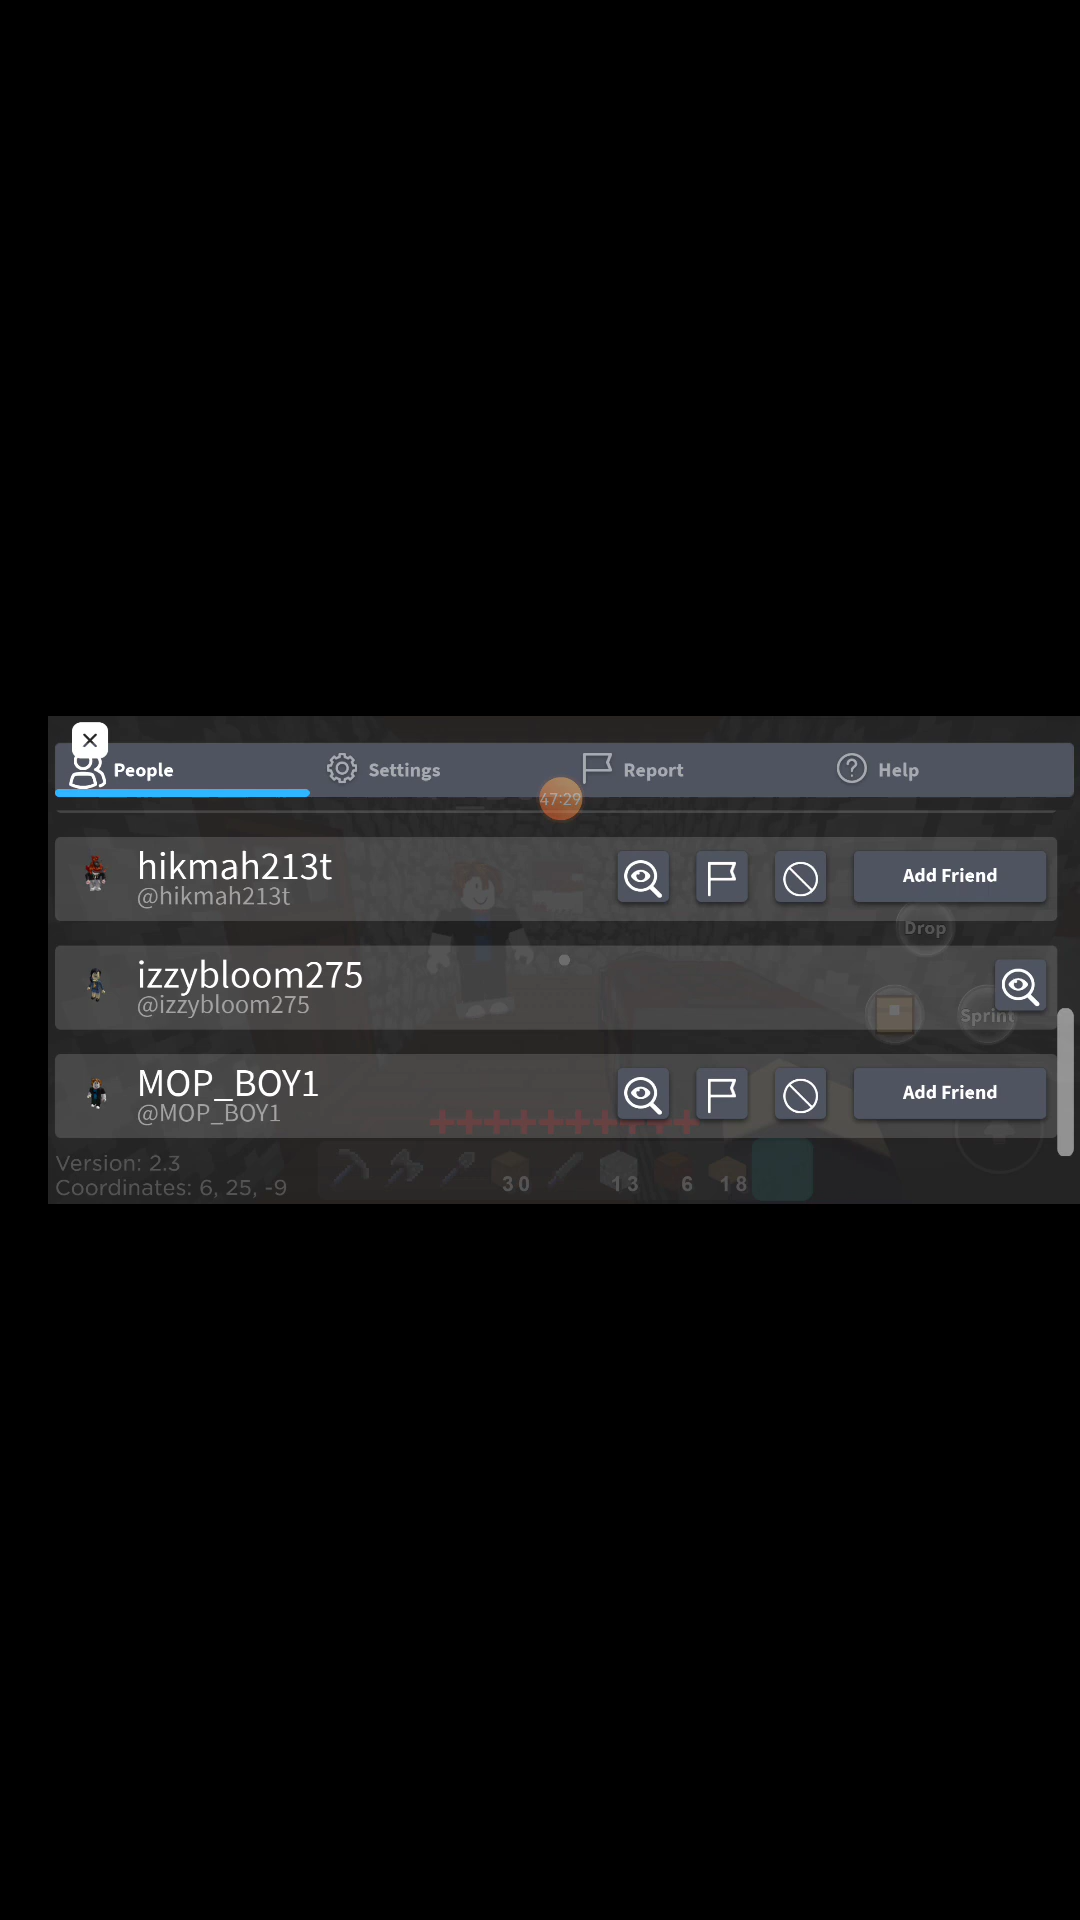 People
Settings
Report
Help
47:29
hikmah213t
@hikmah213t
Add Friend
Drop
izzybloom275
@izzybloom275
Sprint
MOP_BOY1
@MOP_BOY1
Add Friend
Version: 2.3
Coordinates: 6, 25, -9
30
13
6
18